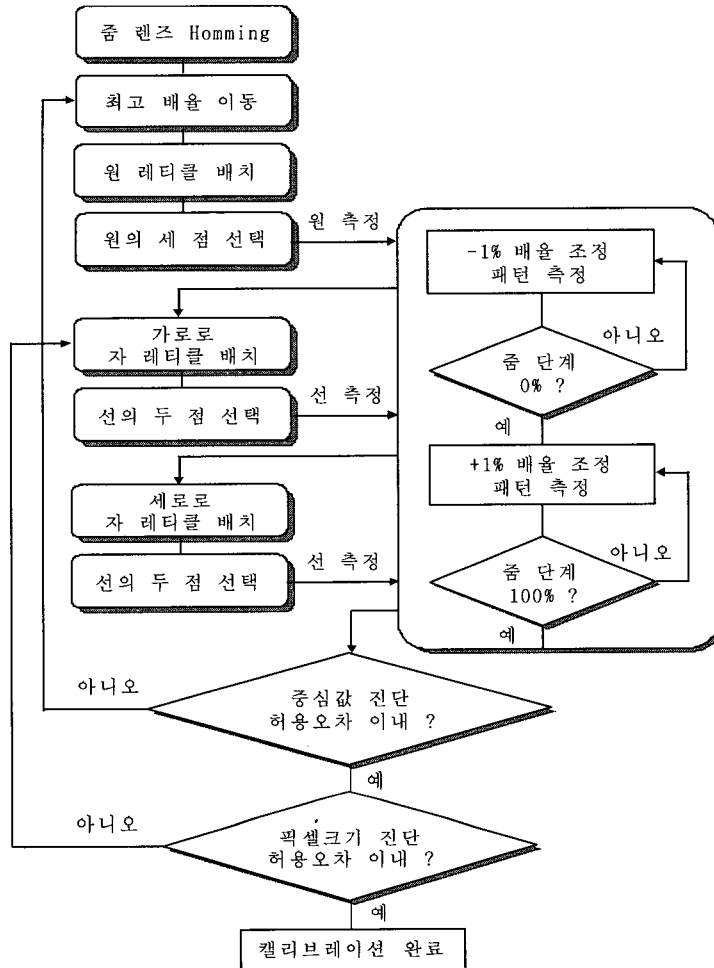 줌 렌즈 Homming
최고 배율 이동
원 레티클 배치
원의 세 점 선택
원 측정
-1% 배율 조정
패턴 측정
아니오
줌 단계
0% ?
예
가로로
자 레티클 배치
선의 두 점 선택
선 측정
+1% 배율 조정
패턴 측정
아니오
줌 단계
100% ?
예
세로로
자 레티클 배치
선의 두 점 선택
선 측정
아니오
중심값 진단
허용오차 이내 ?
예
아니오
픽셀크기 진단
허용오차 이내 ?
예
캘리브레이션 완료